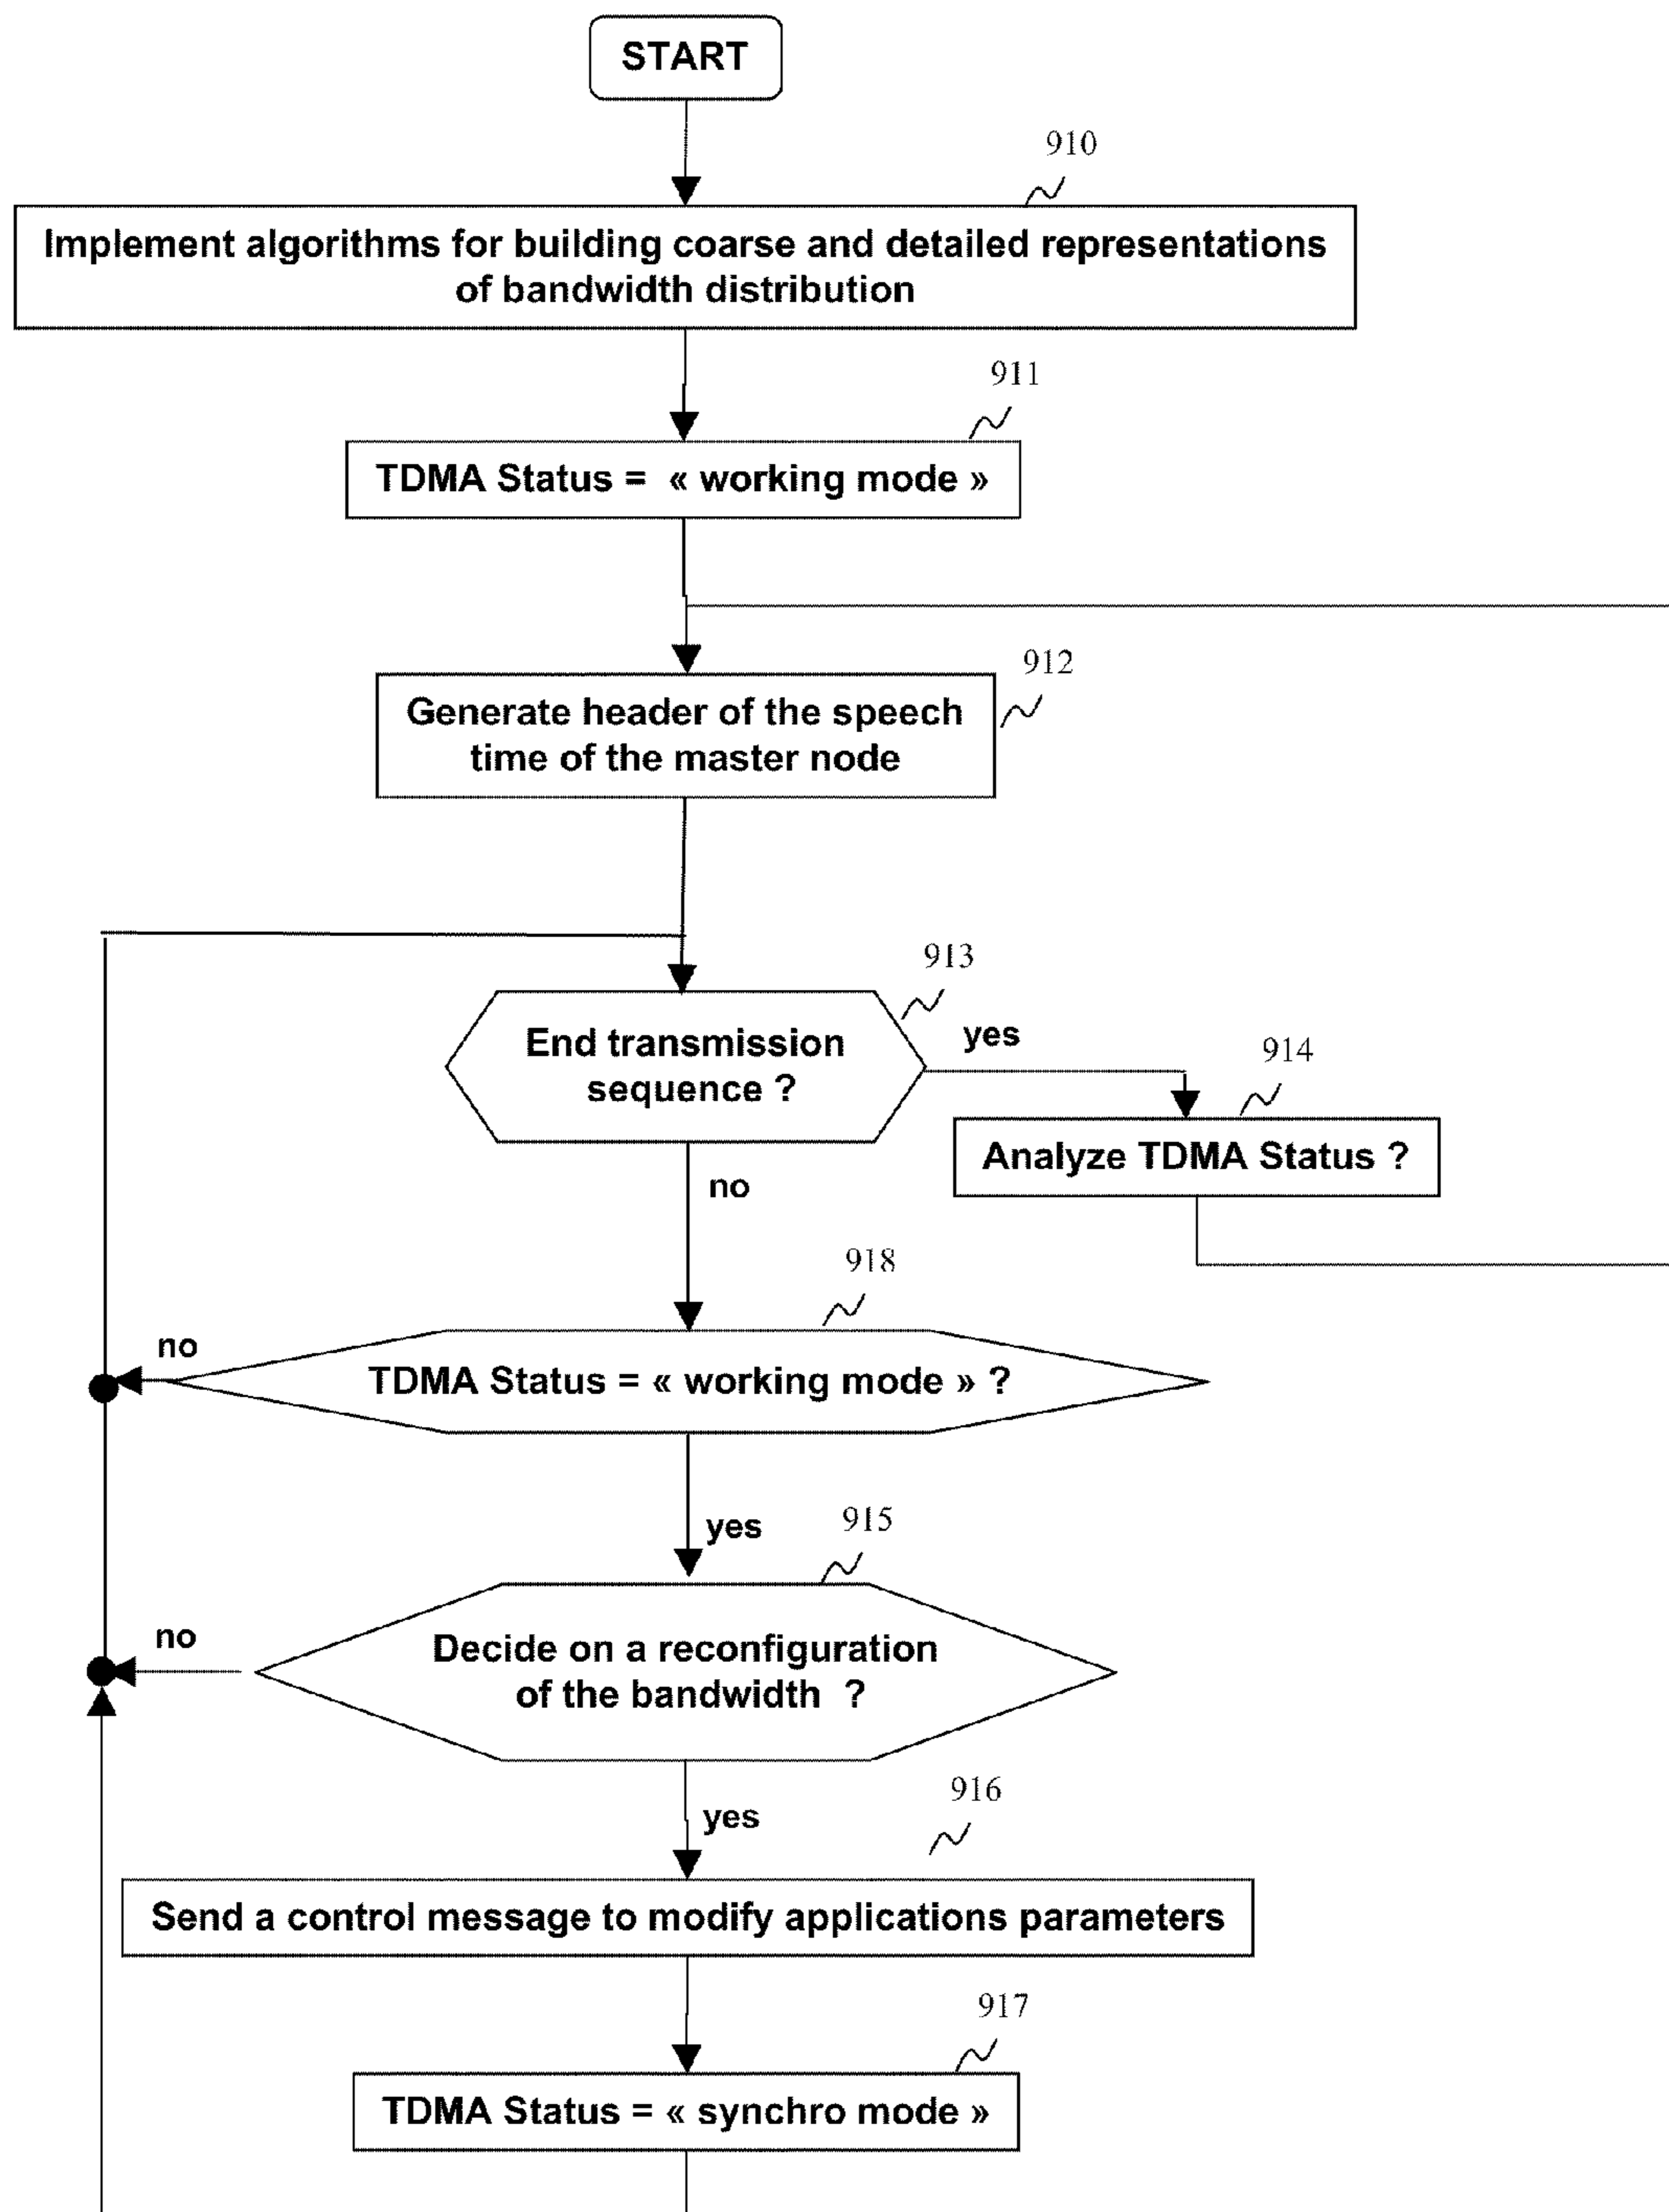 START
910
Implement algorithms for building coarse and detailed representations
of bandwidth distribution
911
TDMA Status = « working mode »
912
Generate header of the speech
time of the master node
913
End transmission
sequence ?
yes
914
Analyze TDMA Status ?
no
918
no
TDMA Status = « working mode » ?
yes
915
no
Decide on a reconfiguration
of the bandwidth ?
916
yes
Send a control message to modify applications parameters
917
TDMA Status = « synchro mode »